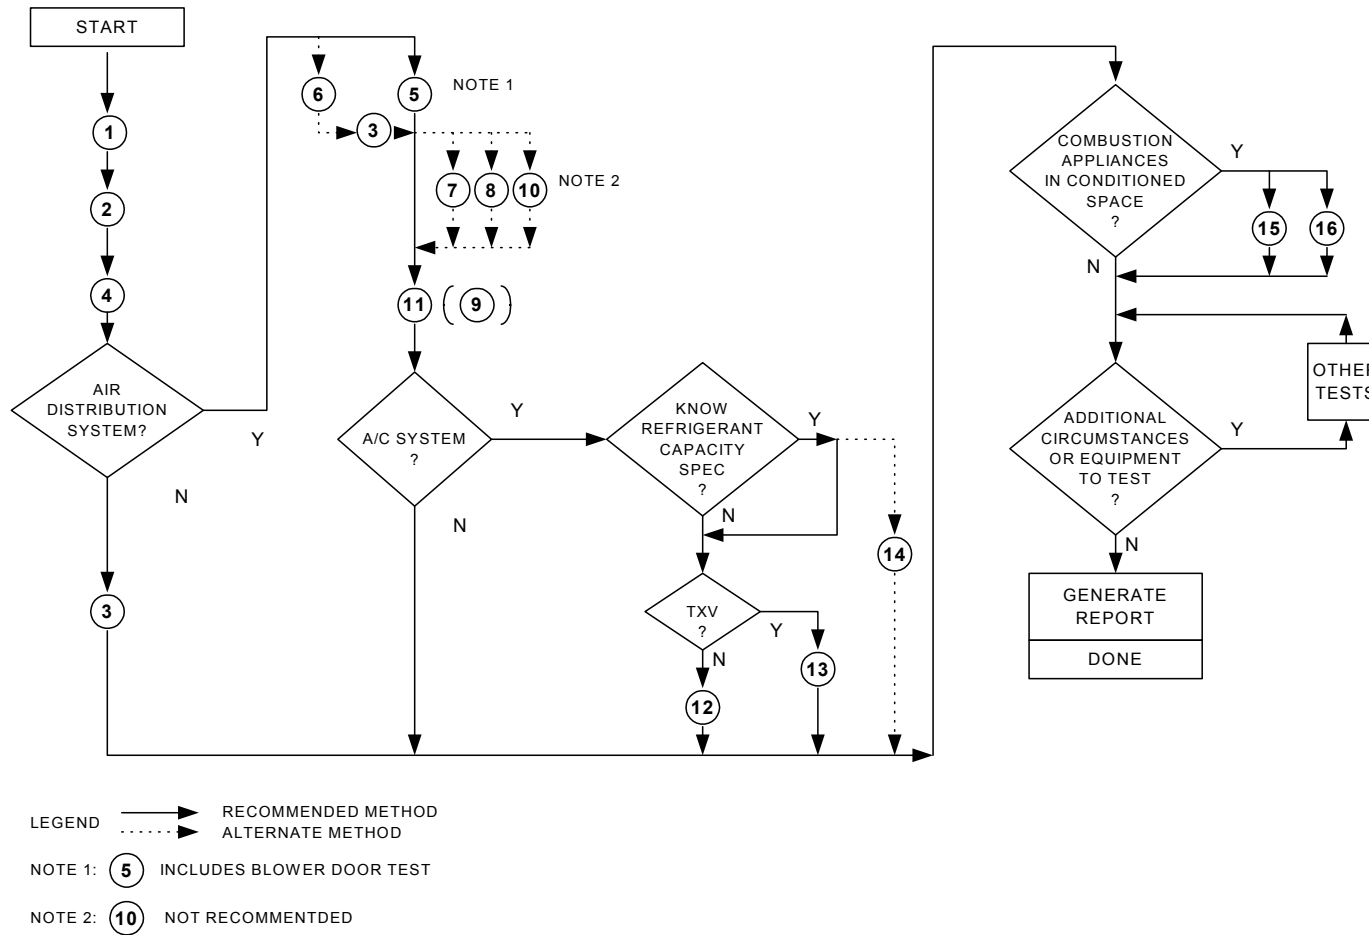 START
1
2
4
AIR
DISTRIBUTION
SYSTEM?
Y
N
3
6
5
NOTE 1
3
7
8
10
NOTE 2
11
( 9 )
A/C SYSTEM
?
Y
N
KNOW
REFRIGERANT
CAPACITY
SPEC
?
Y
N
14
TXV
?
Y
N
13
12
COMBUSTION
APPLIANCES
IN CONDITIONED
SPACE
?
Y
15
16
N
OTHER
TESTS
ADDITIONAL
CIRCUMSTANCES
OR EQUIPMENT
TO TEST
?
Y
N
GENERATE
REPORT
DONE
LEGEND
RECOMMENDED METHOD
ALTERNATE METHOD
NOTE 1: 5 INCLUDES BLOWER DOOR TEST
NOTE 2: 10 NOT RECOMMENTDED